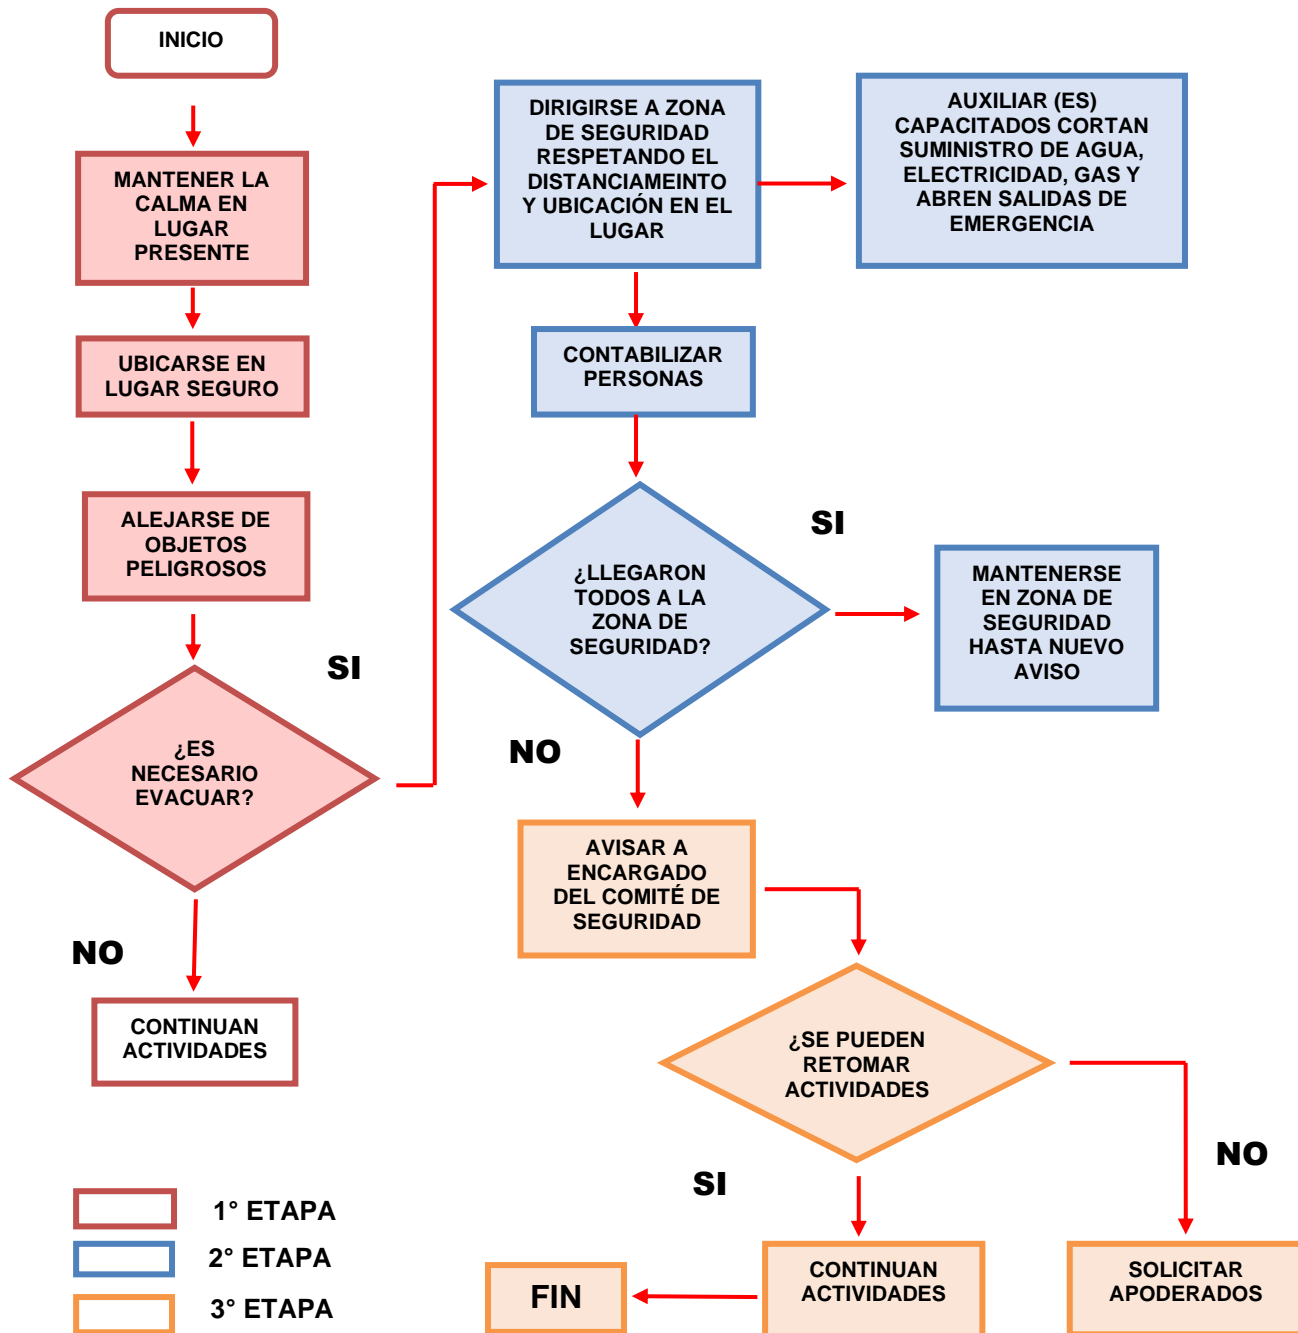 INICIO
MANTENER LA
CALMA EN
LUGAR
PRESENTE
UBICARSE EN
LUGAR SEGURO
ALEJARSE DE
OBJETOS
PELIGROSOS
SI
¿ES
NECESARIO
EVACUAR?
NO
CONTINUAN
ACTIVIDADES
DIRIGIRSE A ZONA
DE SEGURIDAD
RESPETANDO EL
DISTANCIAMEINTO
Y UBICACIÓN EN EL
LUGAR
AUXILIAR (ES)
CAPACITADOS CORTAN
SUMINISTRO DE AGUA,
ELECTRICIDAD, GAS Y
ABREN SALIDAS DE
EMERGENCIA
CONTABILIZAR
PERSONAS
¿LLEGARON
TODOS A LA
ZONA DE
SEGURIDAD?
SI
MANTENERSE
EN ZONA DE
SEGURIDAD
HASTA NUEVO
AVISO
NO
AVISAR A
ENCARGADO
DEL COMITÉ DE
SEGURIDAD
¿SE PUEDEN
RETOMAR
ACTIVIDADES
SI
NO
CONTINUAN
ACTIVIDADES
SOLICITAR
APODERADOS
FIN
1° ETAPA
2° ETAPA
3° ETAPA